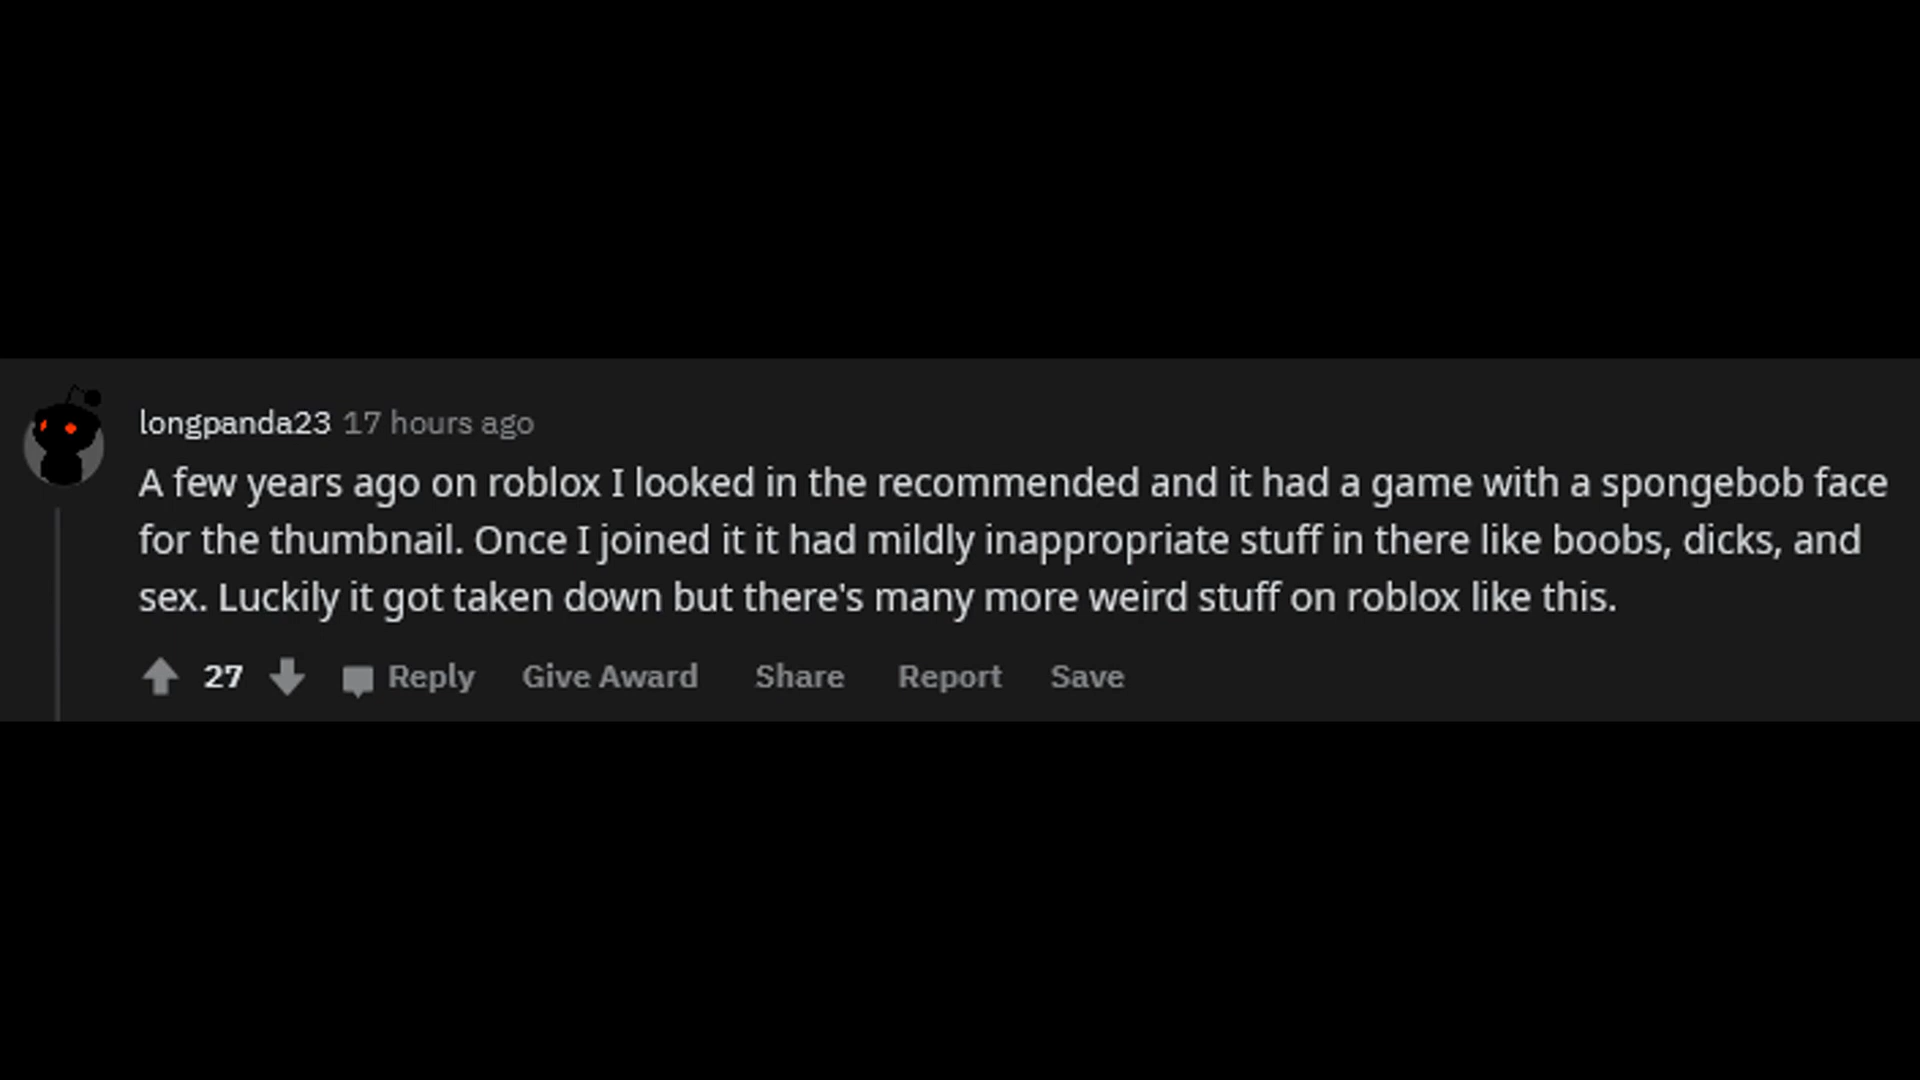 longpanda23 17 hours ago
A few years ago on roblox I looked in the recommended and it had a game with a spongebob face
for the thumbnail. Once I joined it it had mildly inappropriate stuff in there like boobs, dicks, and
sex. Luckily it got taken down but there's many more weird stuff on roblox like this.
27 Reply Give Award Share Report Save